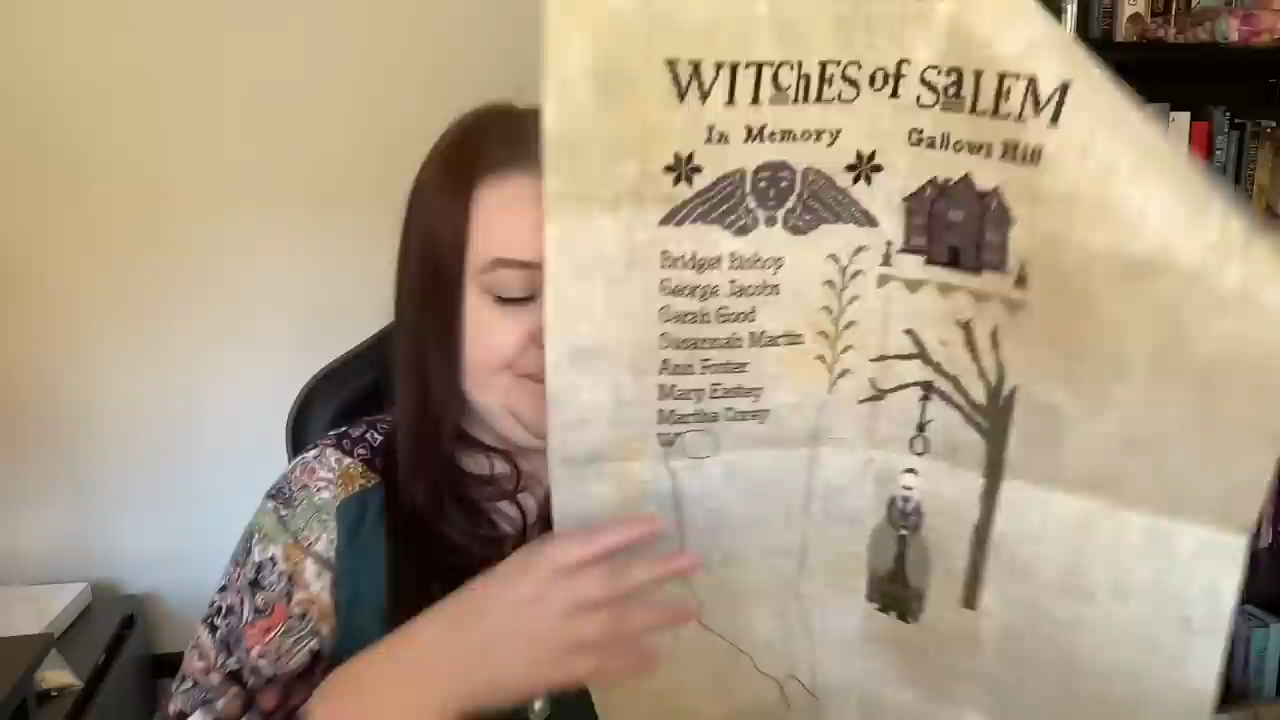 WITchES of SaLEM
In Memory
Gallows Hill
Bridget Bishop
George Jacobs
Sarah Good
Susannah Martin
Ann Foster
Mary Eastey
Martha Corey
W